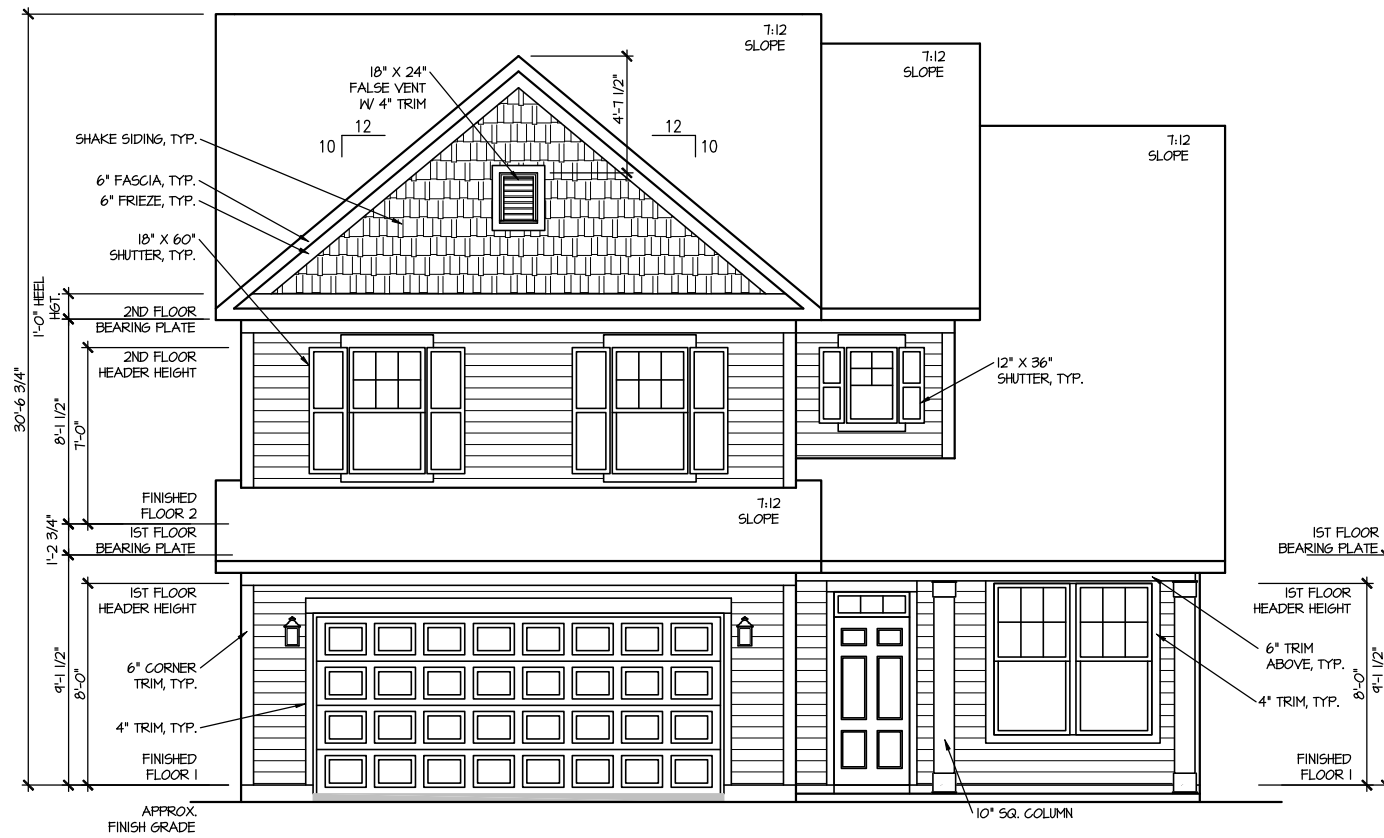 7:12
SLOPE
7:12
SLOPE
7:12
SLOPE
18" X 24"
FALSE VENT
W/ 4" TRIM
4'-7 1/2"
12
10
12
10
SHAKE SIDING, TYP.
6" FASCIA, TYP.
6" FRIEZE, TYP.
18" X 60"
SHUTTER, TYP.
1'-0" HEEL
HGT.
2ND FLOOR
BEARING PLATE
2ND FLOOR
HEADER HEIGHT
12" X 36"
SHUTTER, TYP.
30'-6 3/4"
8'-1 1/2"
7'-0"
FINISHED
FLOOR 2
7:12
SLOPE
1'-2 3/4"
1ST FLOOR
BEARING PLATE
1ST FLOOR
BEARING PLATE
1ST FLOOR
HEADER HEIGHT
1ST FLOOR
HEADER HEIGHT
9'-1 1/2"
8'-0"
6" CORNER
TRIM, TYP.
6" TRIM
ABOVE, TYP.
8'-0"
9'-1 1/2"
4" TRIM, TYP.
4" TRIM, TYP.
FINISHED
FLOOR 1
FINISHED
FLOOR 1
APPROX.
FINISH GRADE
10" SQ. COLUMN